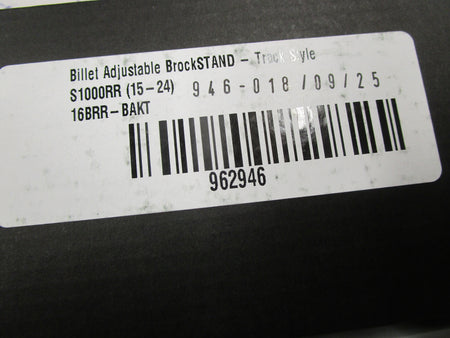 Billet Adjustable BrockSTAND - Track Style
S1000RR (15-24) 946-018/09/25
16BRR-BAKT
962946